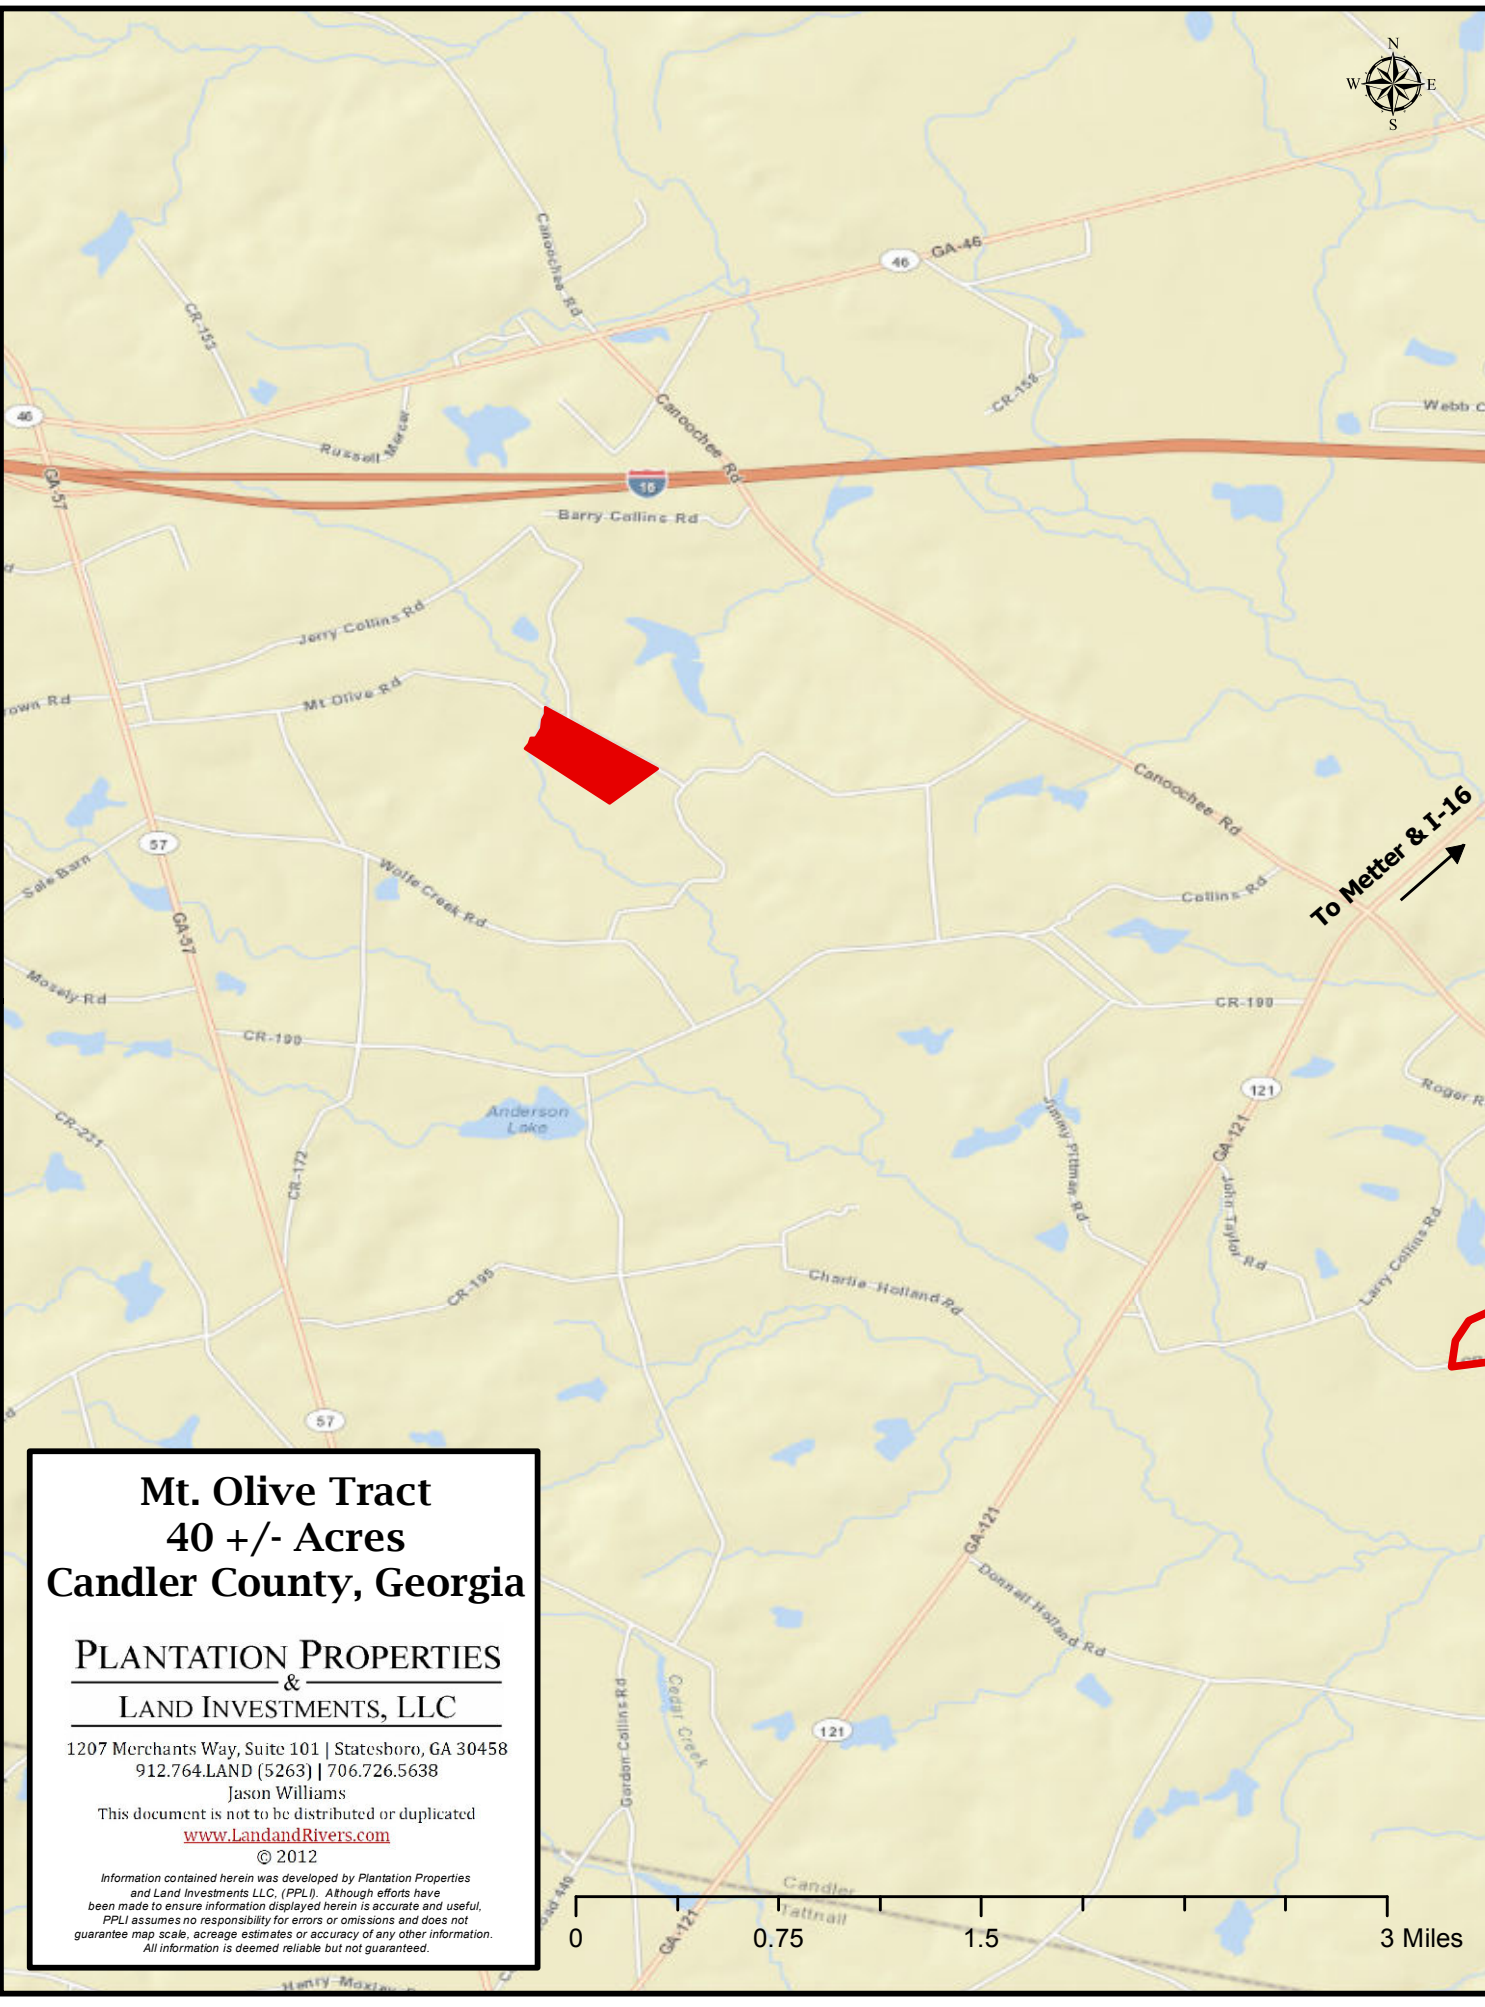 N
W E
S
Canoochee Rd
GA-46
46
CR-153
CR-158
46
Russell Mercer
Canoochee Rd
Webb C
GA-57
16
Barry Collins Rd
d
Jerry Collins Rd
own Rd
Mt Olive Rd
Canoochee Rd
To Metter & I-16
57
Sale Barn
Wolfe Creek Rd
Collins Rd
GA-57
Mosely Rd
CR-190
CR-190
121
Roger R
Anderson
Lake
CR-231
CR-172
Jimmy Pittman Rd
GA-121
John Taylor Rd
Larry Collins Rd
CR-195
Charlie Holland Rd
57
d
Mt. Olive Tract
40 +/- Acres
Candler County, Georgia
PLANTATION PROPERTIES
&
LAND INVESTMENTS, LLC
1207 Merchants Way, Suite 101 | Statesboro, GA 30458
912.764.LAND (5263) | 706.726.5638
Jason Williams
This document is not to be distributed or duplicated
www.LandandRivers.com
© 2012
Information contained herein was developed by Plantation Properties
and Land Investments LLC, (PPLI). Although efforts have
been made to ensure information displayed herein is accurate and useful,
PPLI assumes no responsibility for errors or omissions and does not
guarantee map scale, acreage estimates or accuracy of any other information.
All information is deemed reliable but not guaranteed.
GA-121
Donnall Holland Rd
Gordon Collins Rd
Cedar Creek
121
oad 440
Candler
Tattnall
GA-121
0 0.75 1.5 3 Miles
Henry Moxley